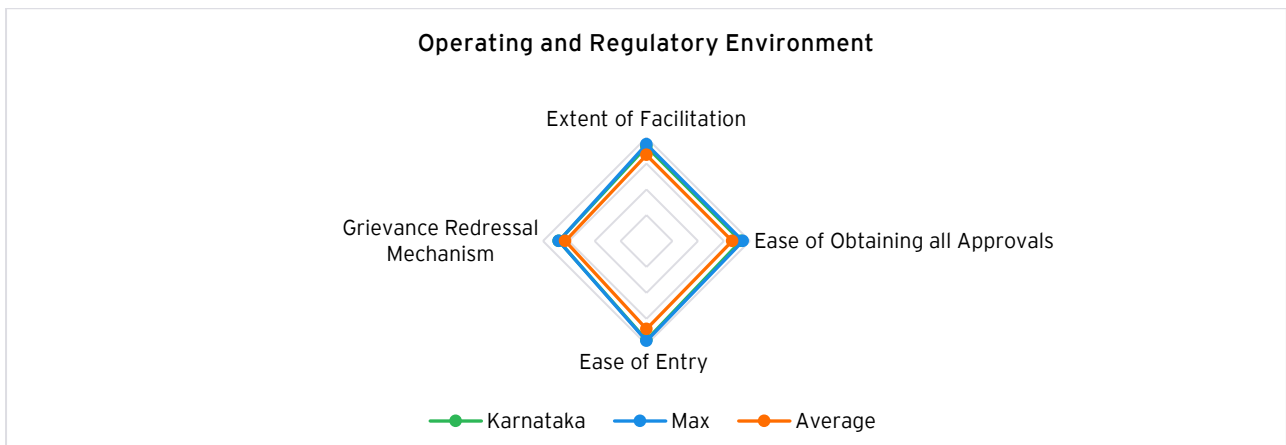 Operating and Regulatory Environment
Extent of Facilitation
Grievance Redressal
Mechanism
Ease of Obtaining all Approvals
Ease of Entry
Karnataka Max Average